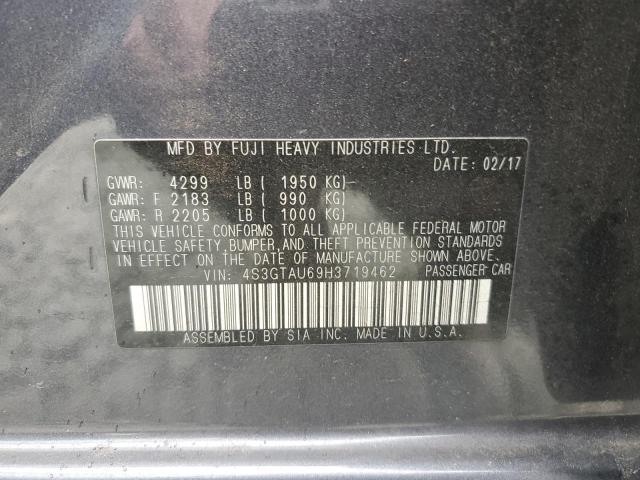 MFD BY FUJI HEAVY INDUSTRIES LTD.
DATE: 02/17
GVWR: 4299 LB ( 1950 KG)
GAWR: F 2183 LB ( 990 KG)
GAWR: R 2205 LB ( 1000 KG)
THIS VEHICLE CONFORMS TO ALL APPLICABLE FEDERAL MOTOR
VEHICLE SAFETY, BUMPER, AND THEFT PREVENTION STANDARDS
IN EFFECT ON THE DATE OF MANUFACTURE SHOWN ABOVE.
VIN: 4S3GTAU69H3719462 PASSENGER CAR
ASSEMBLED BY SIA INC. MADE IN U.S.A.